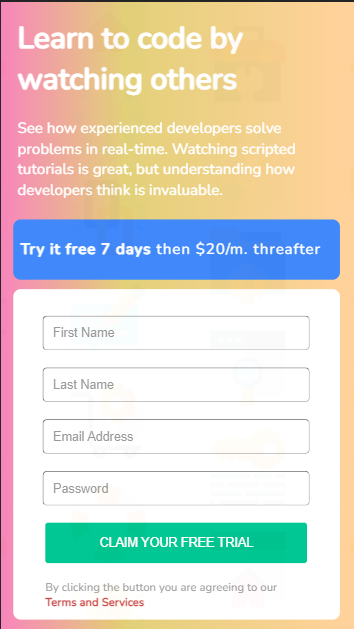 Learn to code by
watching others
See how experienced developers solve
problems in real-time. Watching scripted
tutorials is great, but understanding how
developers think is invaluable.
Try it free 7 days then $20/m. threafter
First Name
Last Name
Email Address
Password
CLAIM YOUR FREE TRIAL
By clicking the button you are agreeing to our
Terms and Services